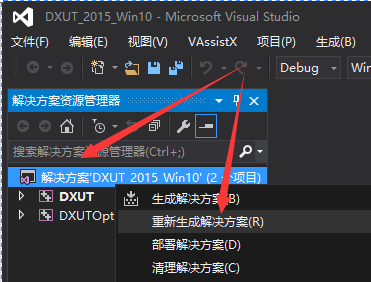 DXUT_2015_Win10 - Microsoft Visual Studio
文件(F) 编辑(E) 视图(V) VAssistX 项目(P) 生成(B)
Debug
解决方案资源管理器
搜索解决方案资源管理器(Ctrl+;)
解决方案'DXUT_2015_Win10' (2 个项目)
DXUT
DXUTOpt
生成解决方案(B)
重新生成解决方案(R)
部署解决方案(D)
清理解决方案(C)